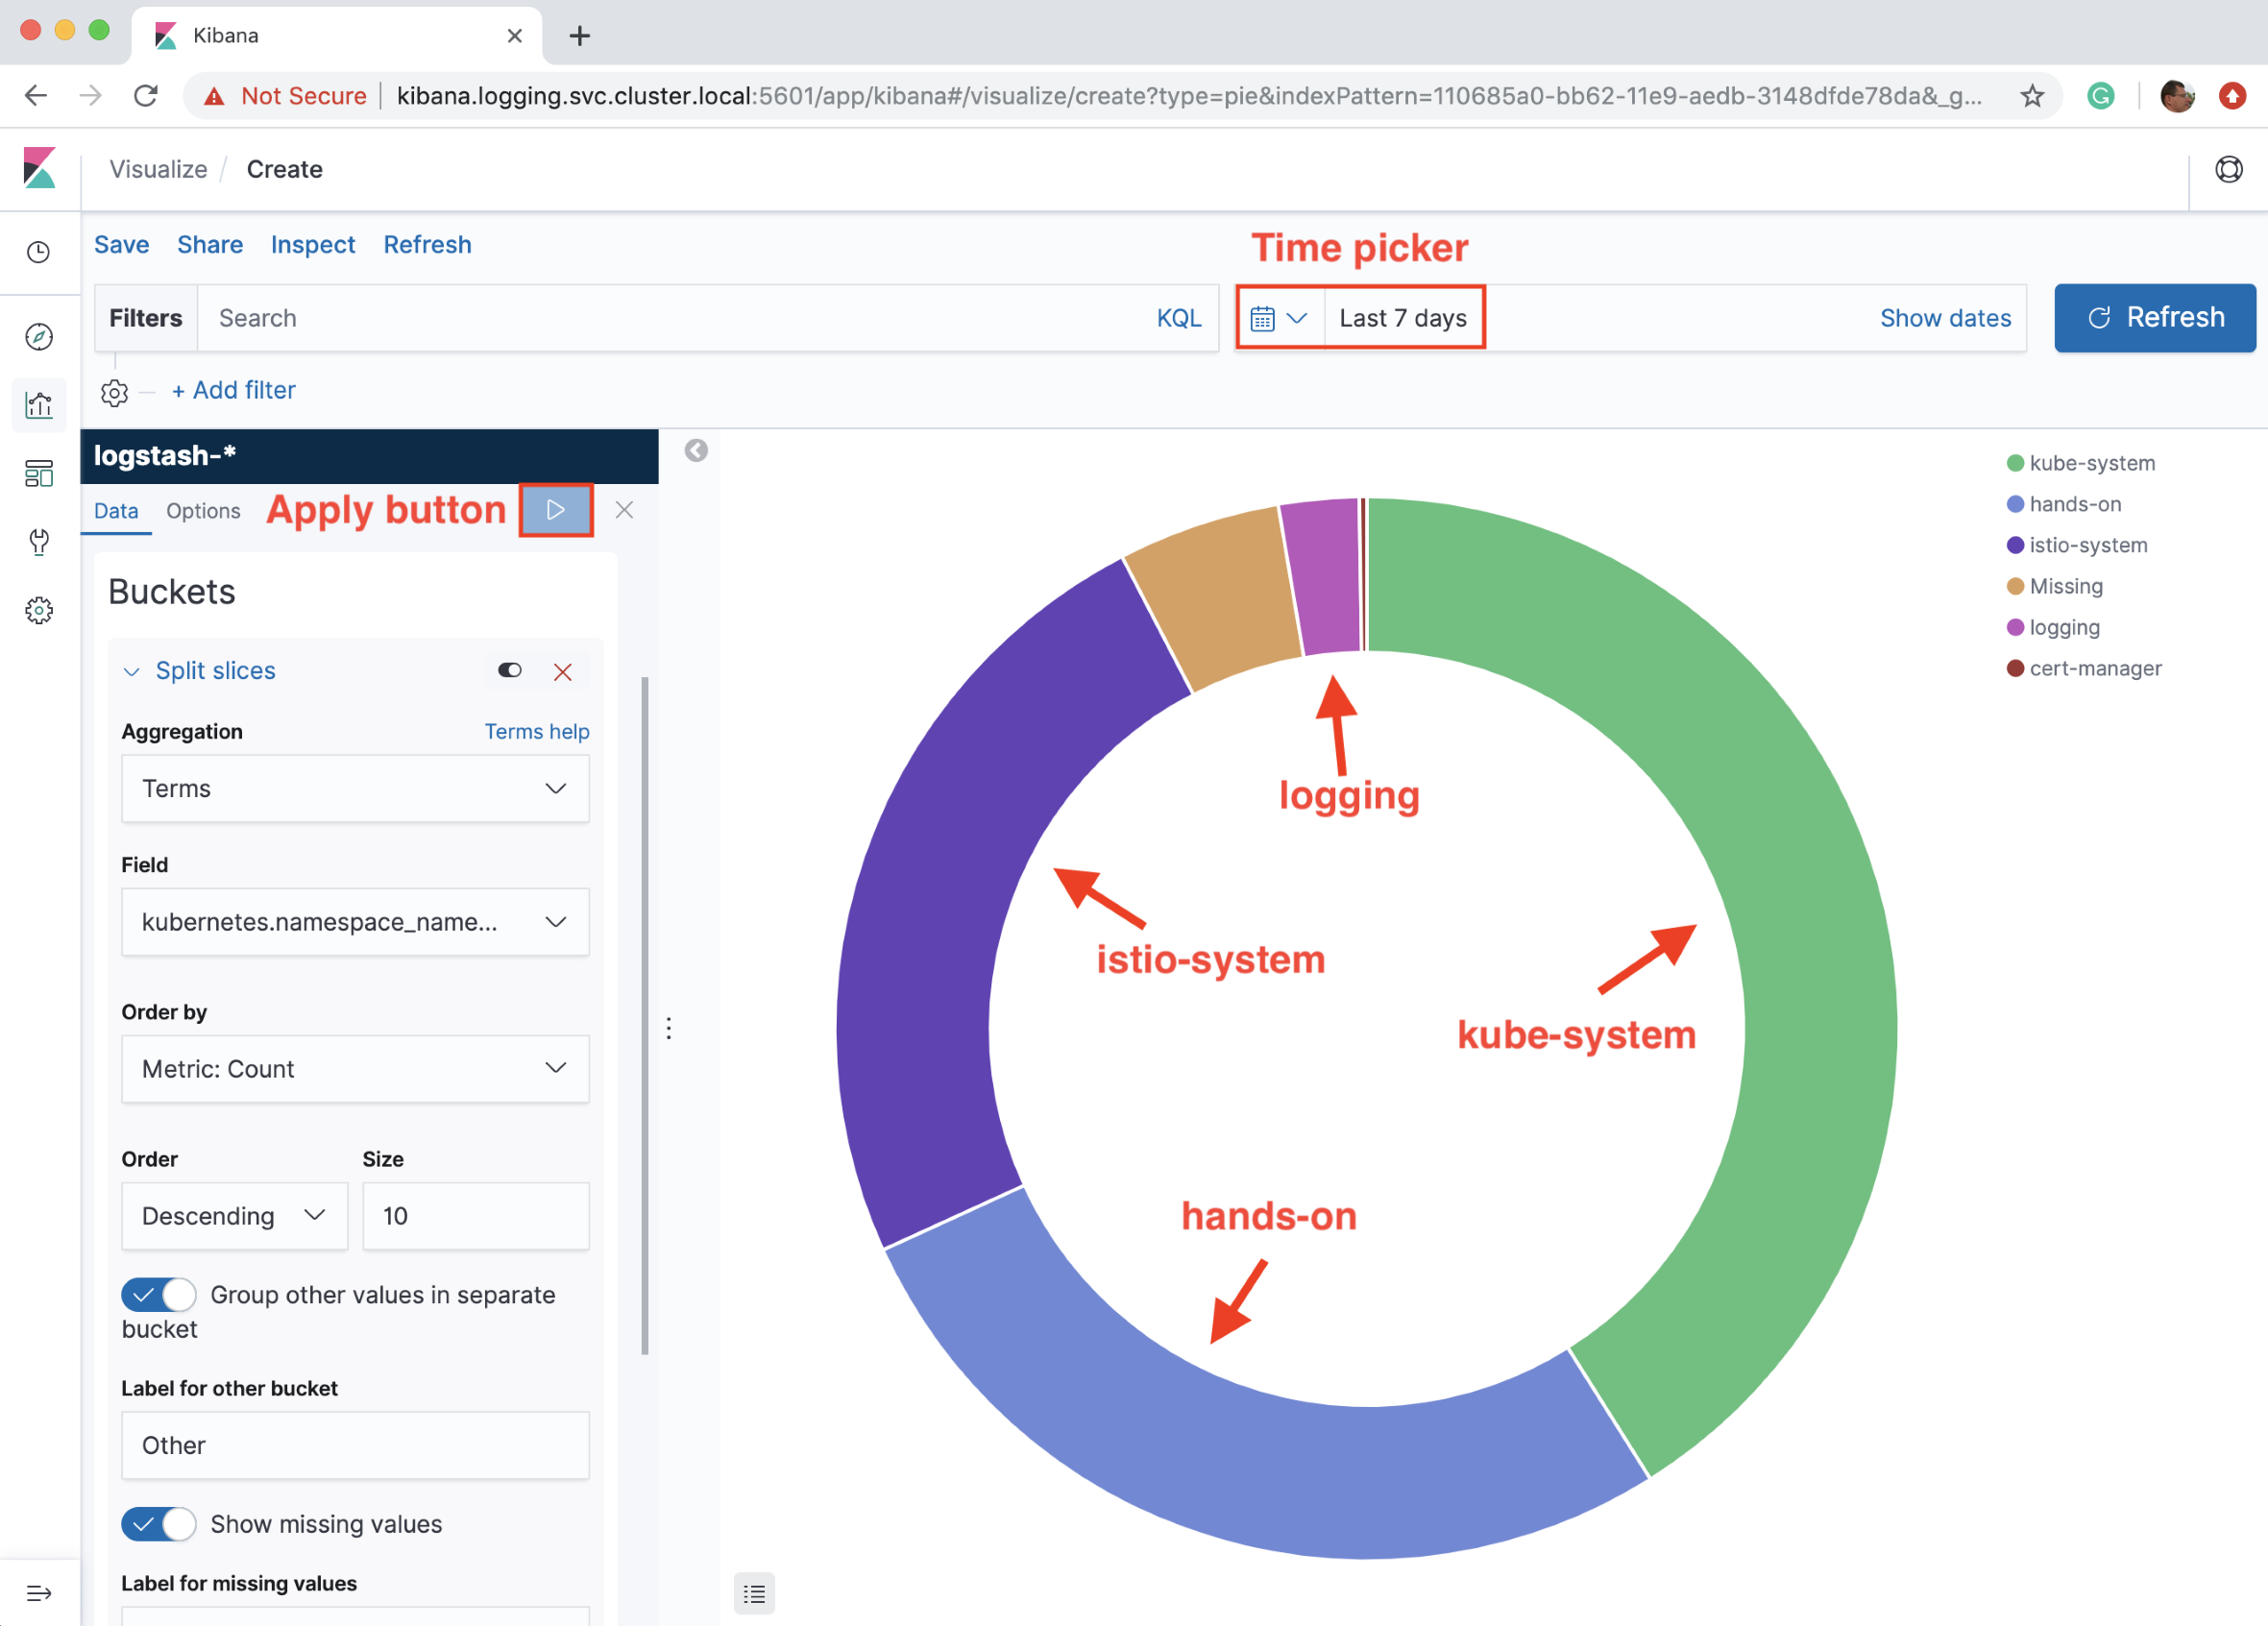 Kibana
Not Secure
kibana.logging.svc.cluster.local:5601/app/kibana#/visualize/create?type=pie&indexPattern=110685a0-bb62-11e9-aedb-3148dfde78da&_g...
Visualize / Create
Save Share Inspect Refresh
Time picker
Filters Search KQL Last 7 days Show dates Refresh
+ Add filter
logstash-*
Data Options Apply button
Buckets
Split slices
Aggregation Terms help
Terms
Field
kubernetes.namespace_name...
Order by
Metric: Count
Order Size
Descending 10
Group other values in separate
bucket
Label for other bucket
Other
Show missing values
Label for missing values
logging
istio-system
kube-system
hands-on
kube-system
hands-on
istio-system
Missing
logging
cert-manager